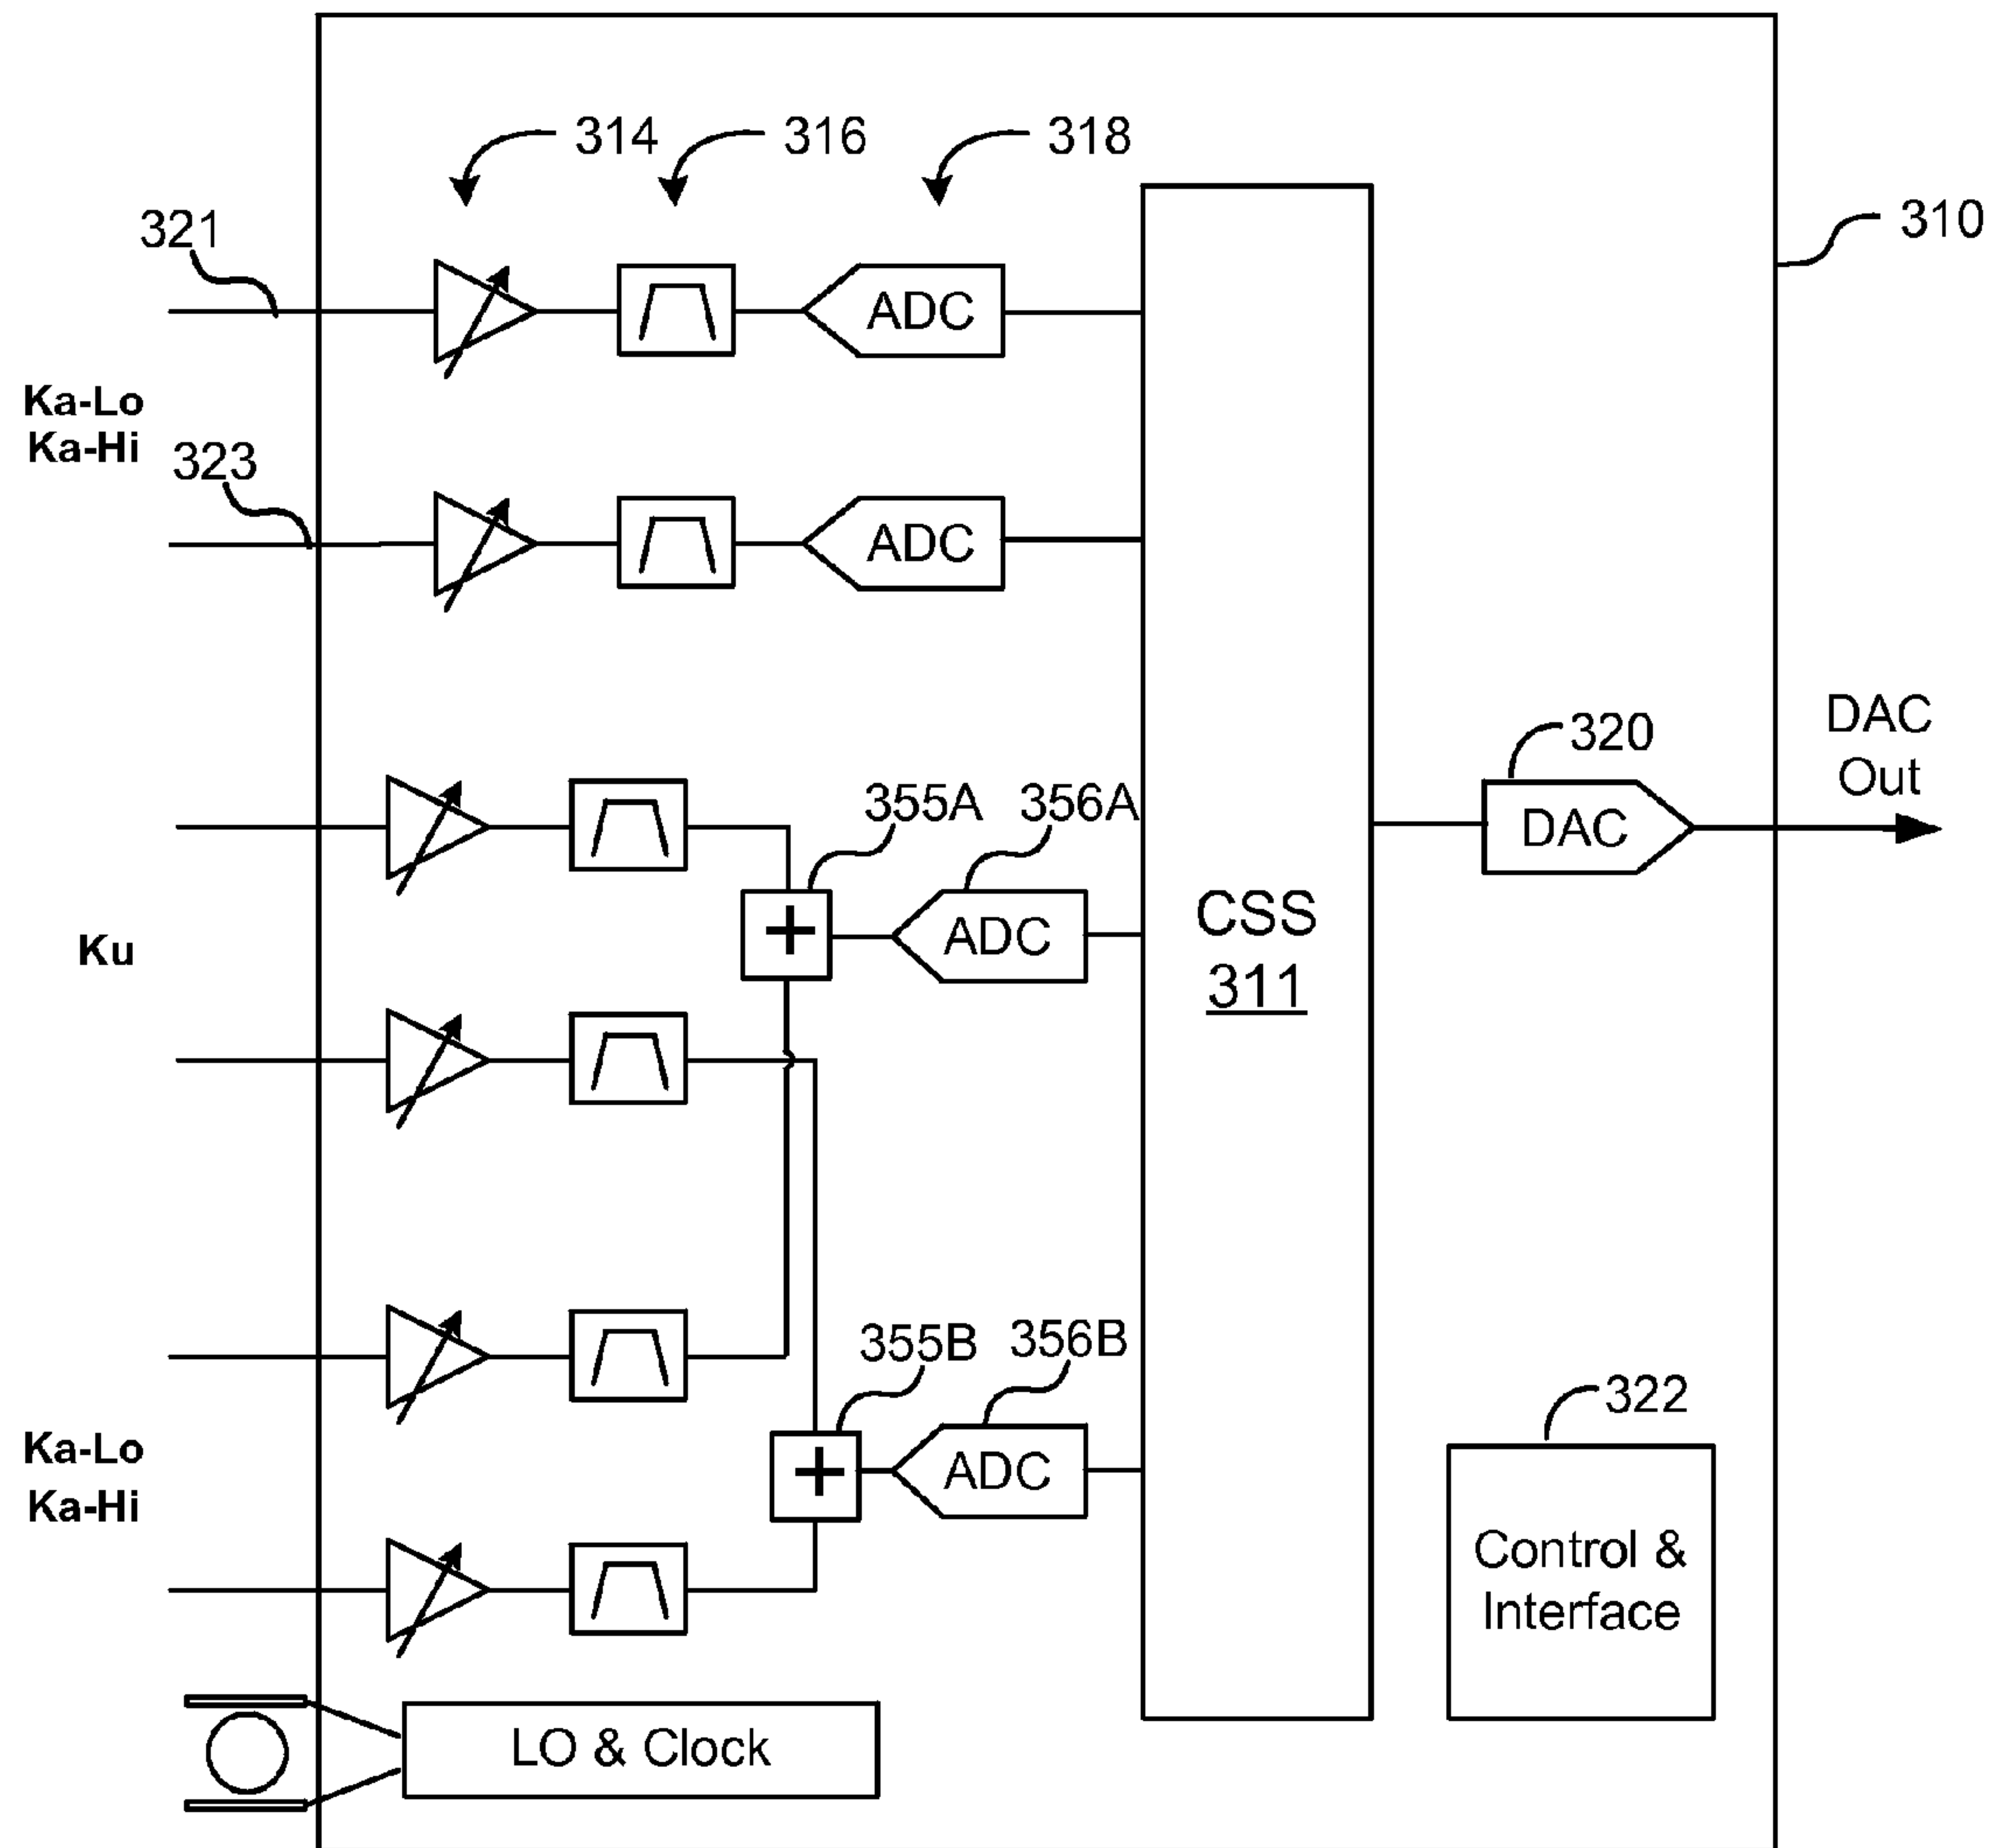 314
316
318
321
310
ADC
Ka-Lo
Ka-Hi
323
ADC
DAC
Out
320
355A
356A
DAC
ADC
CSS
311
Ku
355B
356B
322
Ka-Lo
Ka-Hi
ADC
Control &
Interface
LO & Clock
+
+